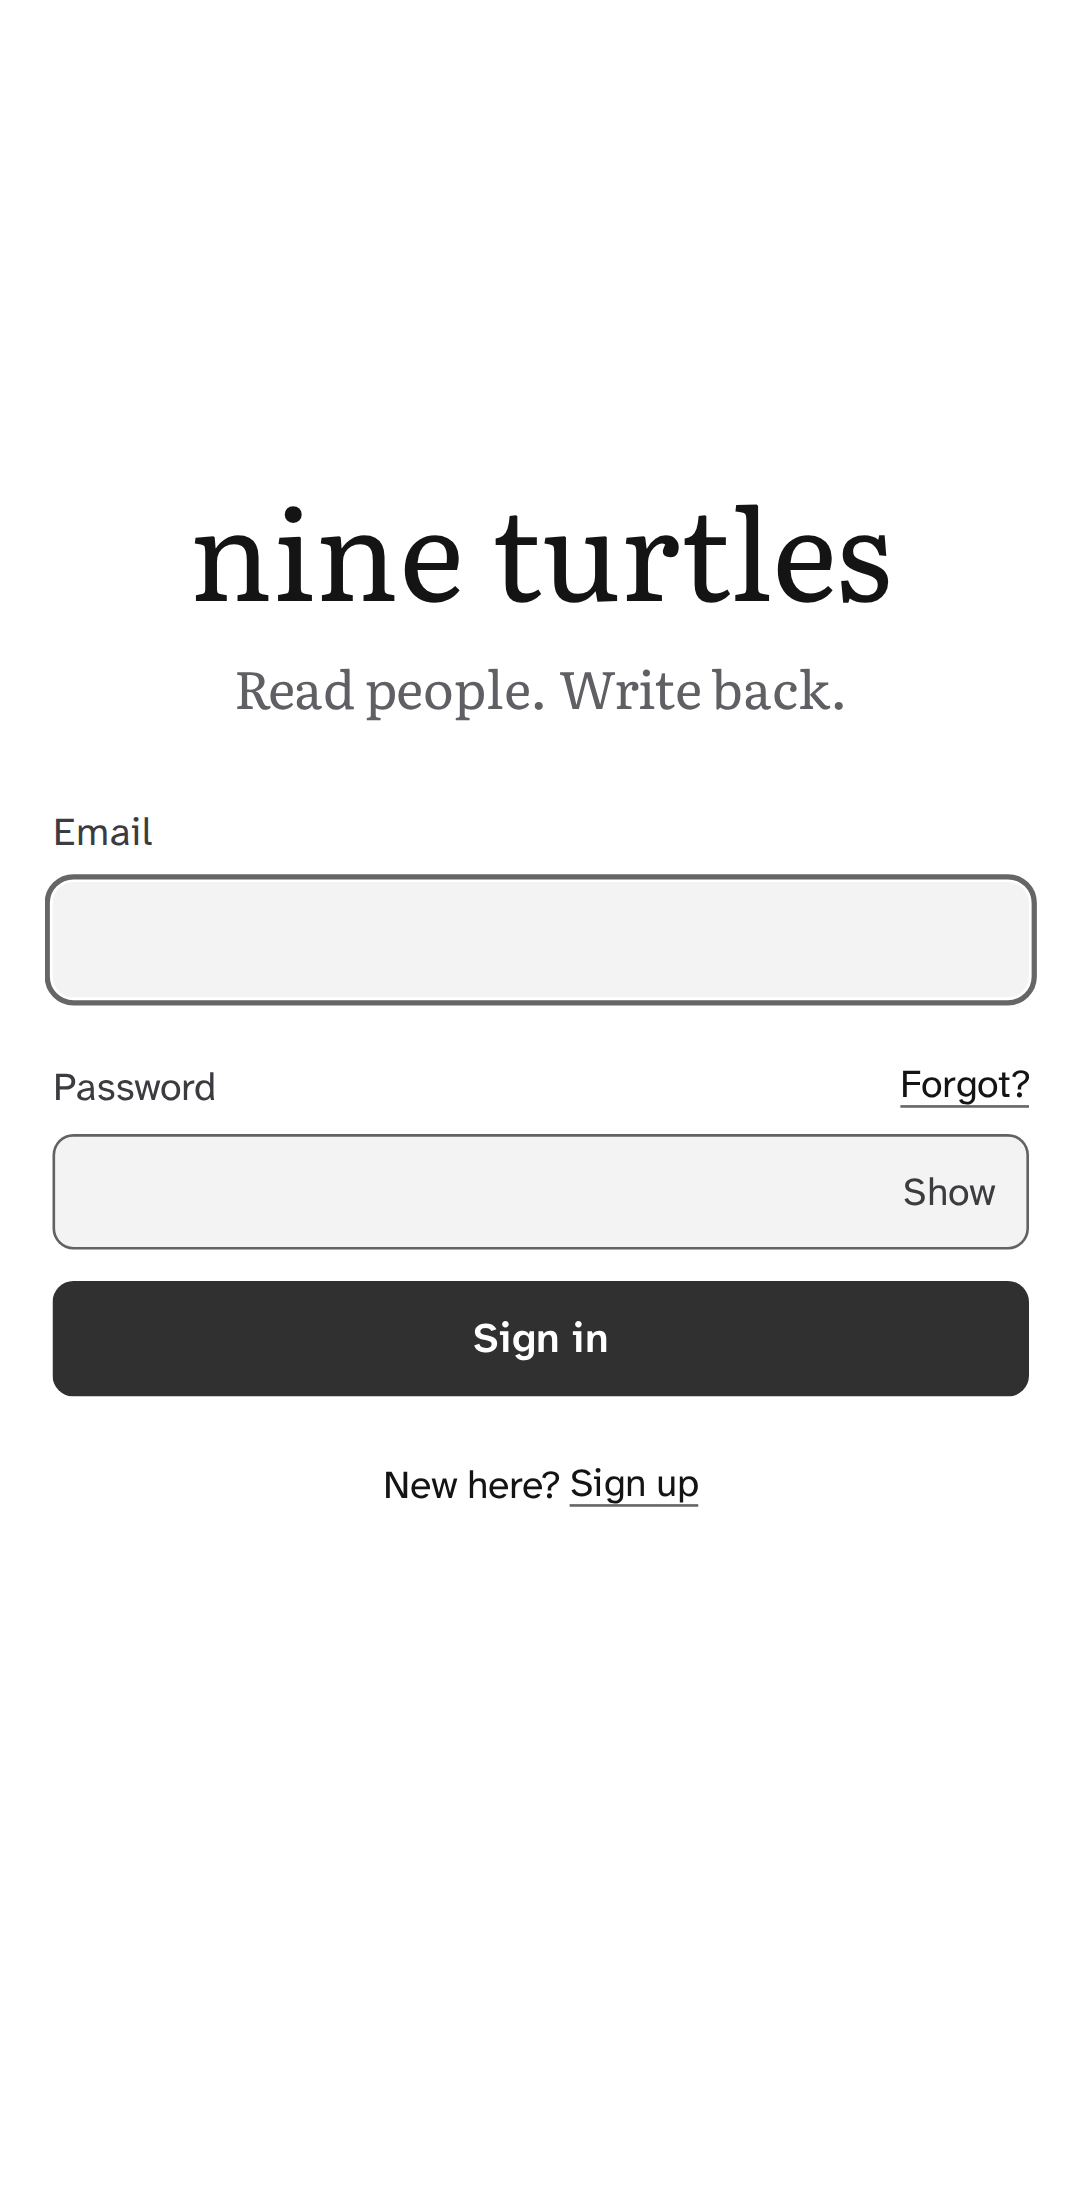 nine turtles
Read people. Write back.
Email
Password Forgot?
Show
Sign in
New here? Sign up